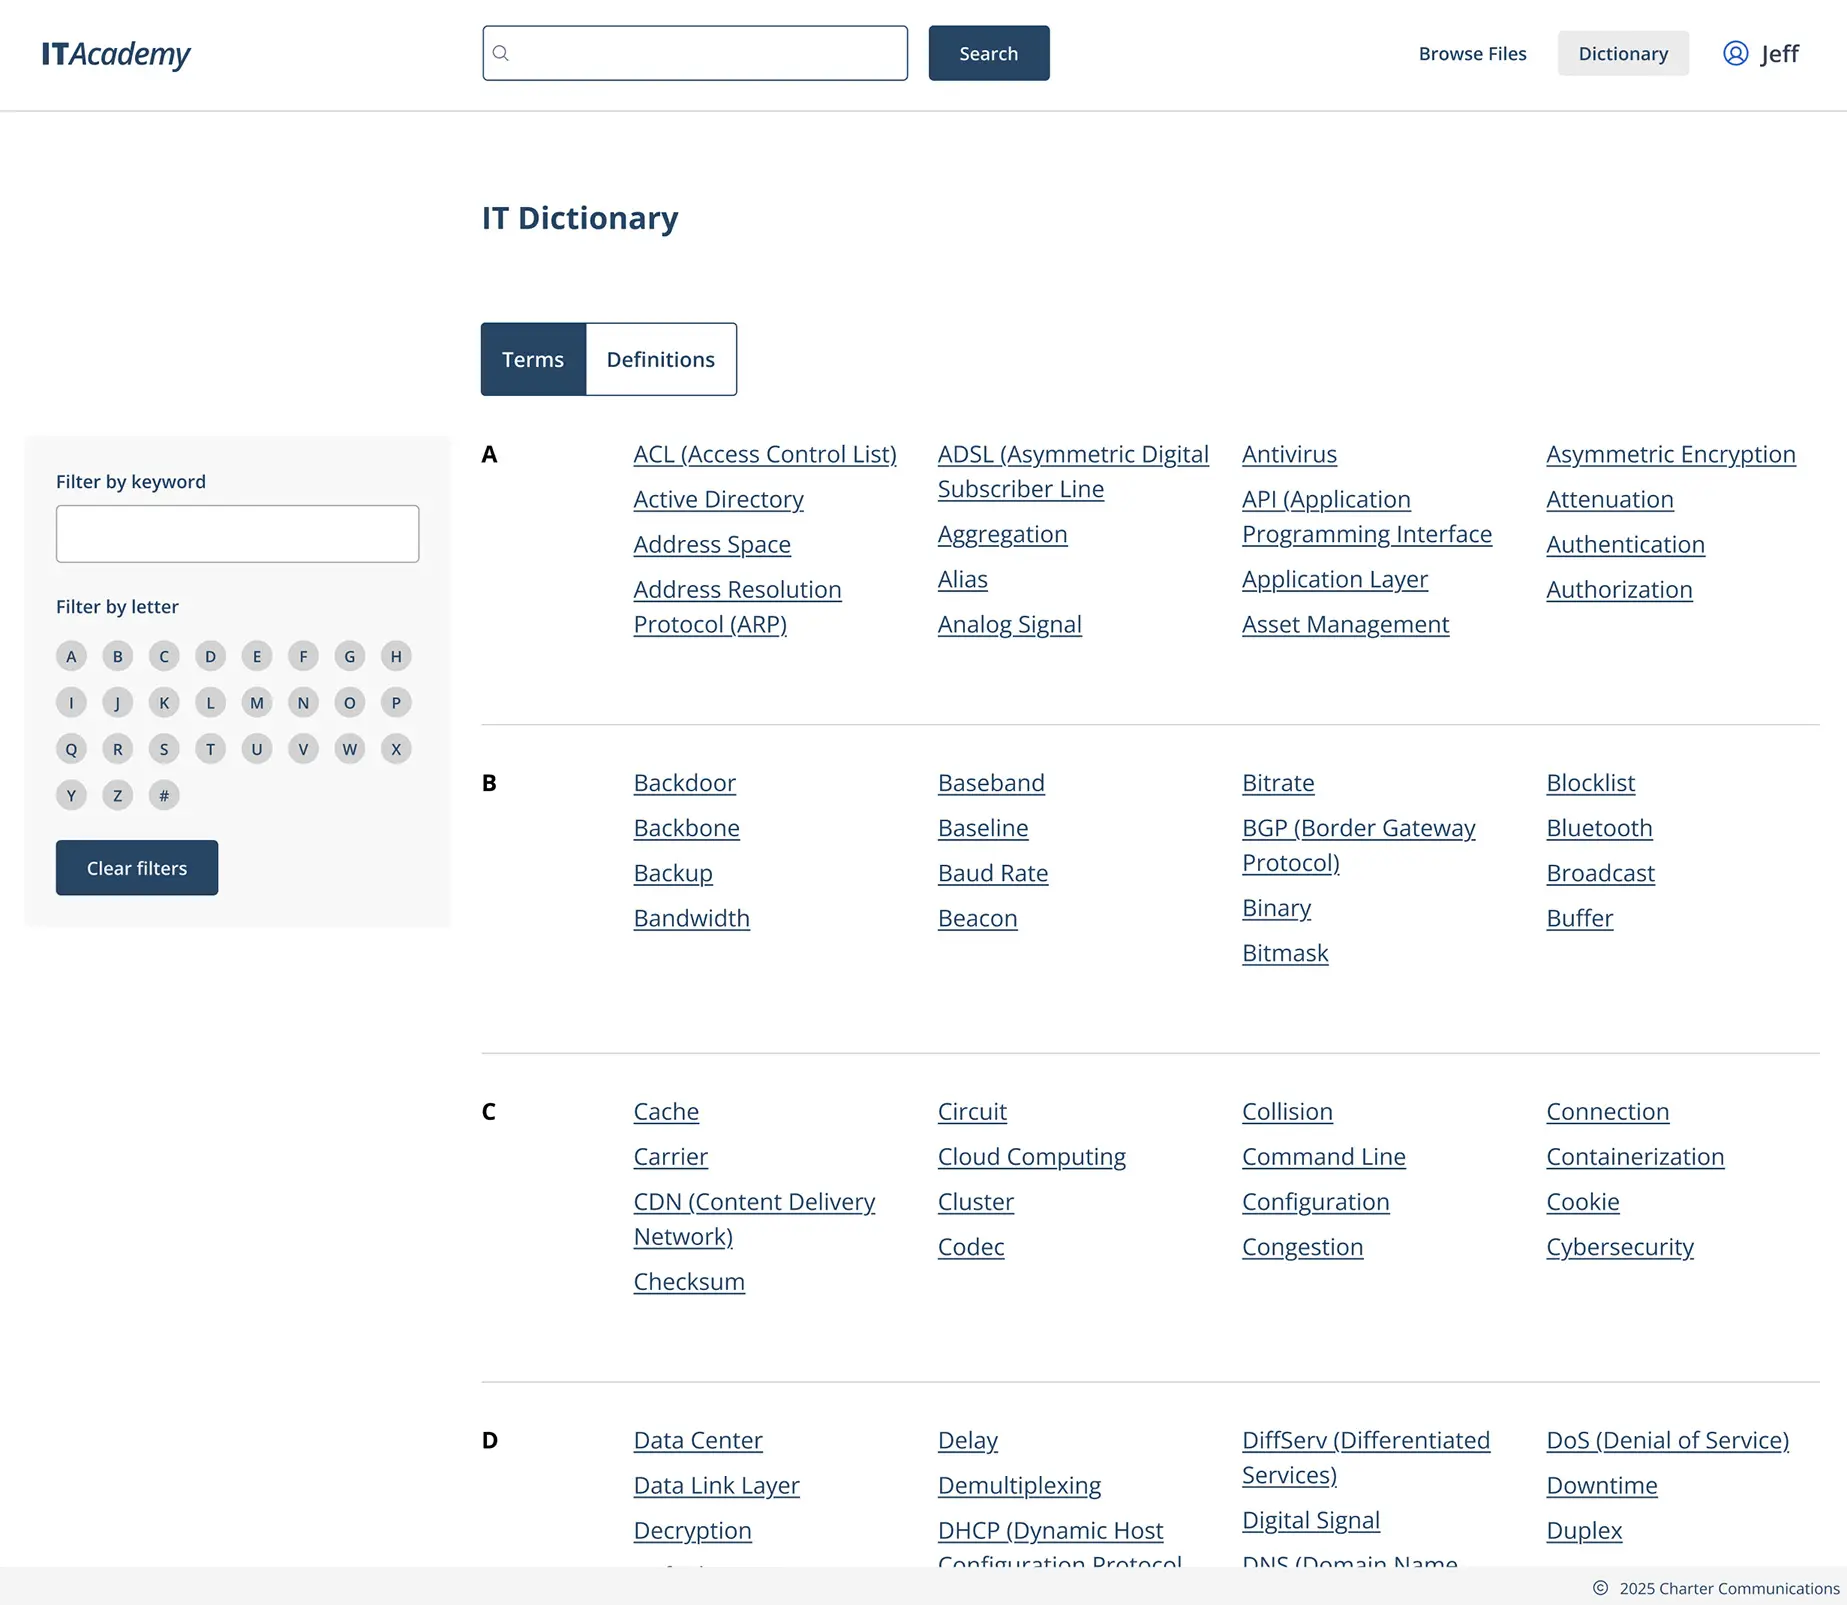 ITAcademy
Search
Browse Files
Dictionary
Jeff
IT Dictionary
Terms
Definitions
Filter by keyword
Filter by letter
A B C D E F G H
I J K L M N O P
Q R S T U V W X
Y Z #
Clear filters
A
ACL (Access Control List)
Active Directory
Address Space
Address Resolution
Protocol (ARP)
ADSL (Asymmetric Digital
Subscriber Line
Aggregation
Alias
Analog Signal
Antivirus
API (Application
Programming Interface
Application Layer
Asset Management
Asymmetric Encryption
Attenuation
Authentication
Authorization
B
Backdoor
Backbone
Backup
Bandwidth
Baseband
Baseline
Baud Rate
Beacon
Bitrate
BGP (Border Gateway
Protocol)
Binary
Bitmask
Blocklist
Bluetooth
Broadcast
Buffer
C
Cache
Carrier
CDN (Content Delivery
Network)
Checksum
Circuit
Cloud Computing
Cluster
Codec
Collision
Command Line
Configuration
Congestion
Connection
Containerization
Cookie
Cybersecurity
D
Data Center
Data Link Layer
Decryption
Delay
Demultiplexing
DHCP (Dynamic Host
Configuration Protocol
DiffServ (Differentiated
Services)
Digital Signal
DNS (Domain Name
DoS (Denial of Service)
Downtime
Duplex
© 2025 Charter Communications